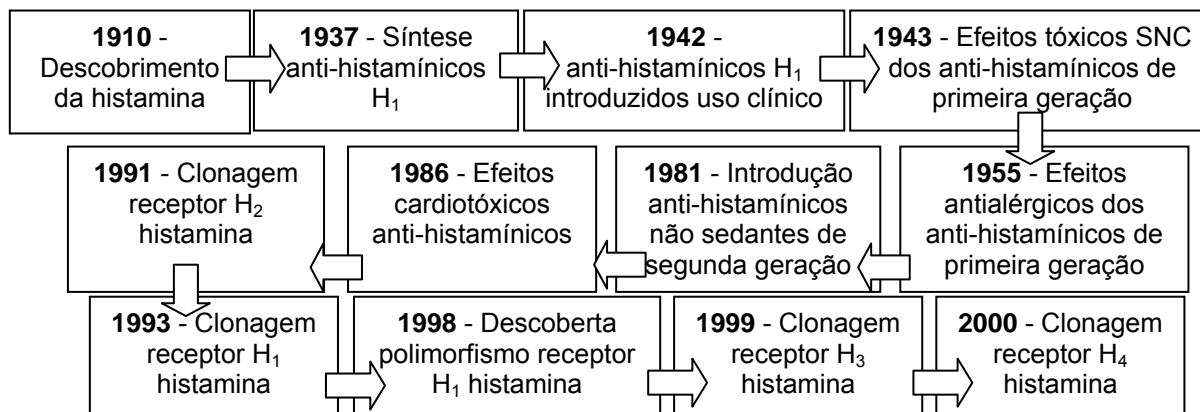 1910 -
Descobrimento
da histamina
1937 - Síntese
anti-histamínicos
H₁
1942 -
anti-histamínicos H₁
introduzidos uso clínico
1943 - Efeitos tóxicos SNC
dos anti-histamínicos de
primeira geração
1955 - Efeitos
antialérgicos dos
anti-histamínicos de
primeira geração
1981 - Introdução
anti-histamínicos
não sedantes de
segunda geração
1986 - Efeitos
cardiotóxicos
anti-histamínicos
1991 - Clonagem
receptor H₂
histamina
1993 - Clonagem
receptor H₁
histamina
1998 - Descoberta
polimorfismo receptor
H₁ histamina
1999 - Clonagem
receptor H₃
histamina
2000 - Clonagem
receptor H₄
histamina